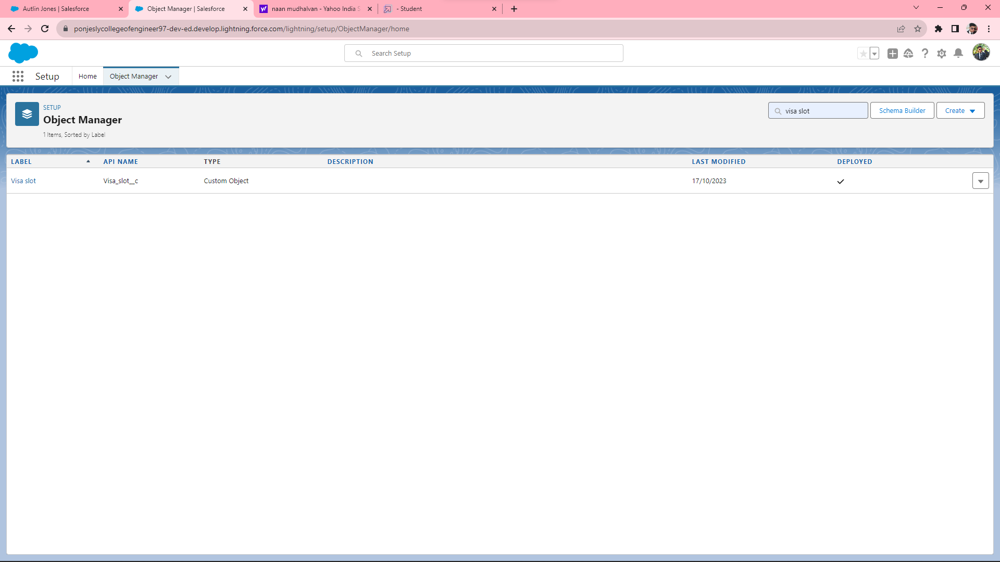 Autlin Jones | Salesforce
Object Manager | Salesforce
naan mudhalvan - Yahoo India S
- Student
ponjeslycollegeofengineer97-dev-ed.develop.lightning.force.com/lightning/setup/ObjectManager/home
Search Setup
Setup
Home
Object Manager
SETUP
Object Manager
1 Items, Sorted by Label
visa slot
Schema Builder
Create
LABEL API NAME TYPE DESCRIPTION LAST MODIFIED DEPLOYED
Visa slot Visa_slot__c Custom Object 17/10/2023